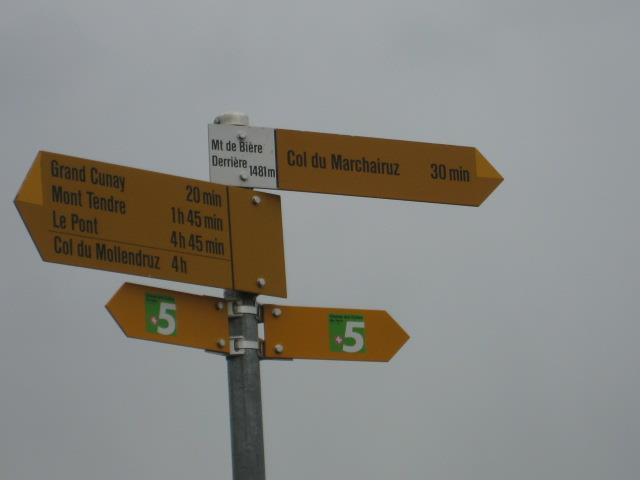 Mt de Bière
Derrière 1481m
Col du Marchairuz 30 min
Grand Cunay 20 min
Mont Tendre 1h 45 min
Le Pont 4h 45 min
Col du Mollendruz 4h
5
5